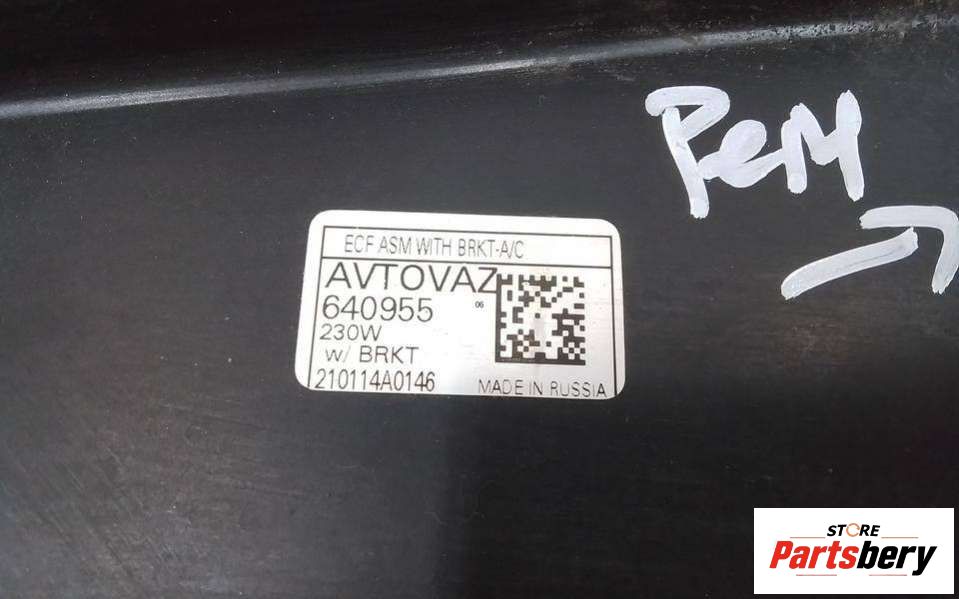 Рем
ECF ASM WITH BRKT-A/C
AVTOVAZ
640955
06
230W
w/ BRKT
210114A0146 MADE IN RUSSIA
STORE
Partsbery